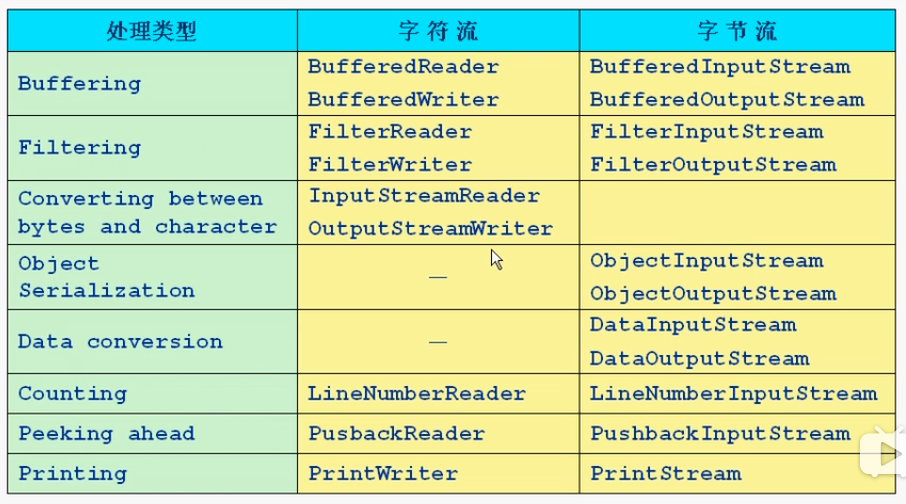 处理类型 字符流 字节流
Buffering
BufferedReader
BufferedWriter
BufferedInputStream
BufferedOutputStream
Filtering
FilterReader
FilterWriter
FilterInputStream
FilterOutputStream
Converting between
bytes and character
InputStreamReader
OutputStreamWriter
Object
Serialization
—
ObjectInputStream
ObjectOutputStream
Data conversion
—
DataInputStream
DataOutputStream
Counting LineNumberReader LineNumberInputStream
Peeking ahead PusbackReader PushbackInputStream
Printing PrintWriter PrintStream